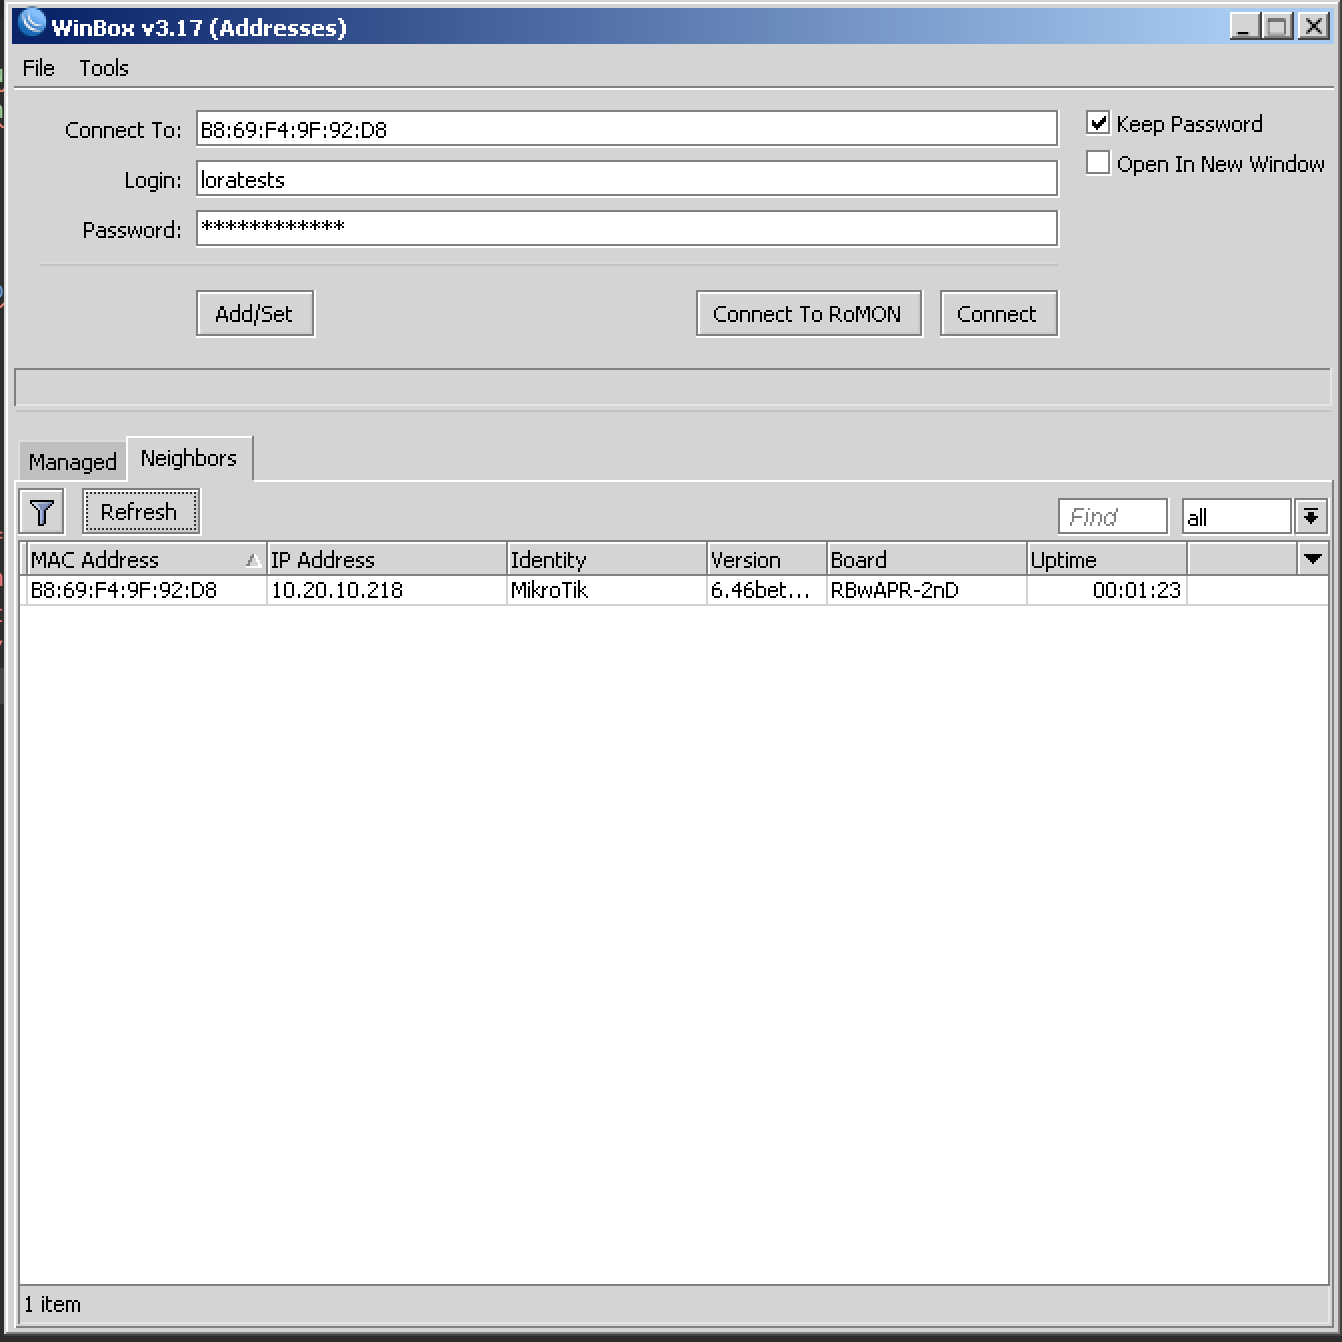 WinBox v3.17 (Addresses)
File Tools
Connect To: B8:69:F4:9F:92:D8
Keep Password
Login: loratests
Open In New Window
Password: ************
Add/Set Connect To RoMON Connect
Managed Neighbors
Refresh Find all
MAC Address IP Address Identity Version Board Uptime
B8:69:F4:9F:92:D8 10.20.10.218 MikroTik 6.46bet... RBwAPR-2nD 00:01:23
1 item